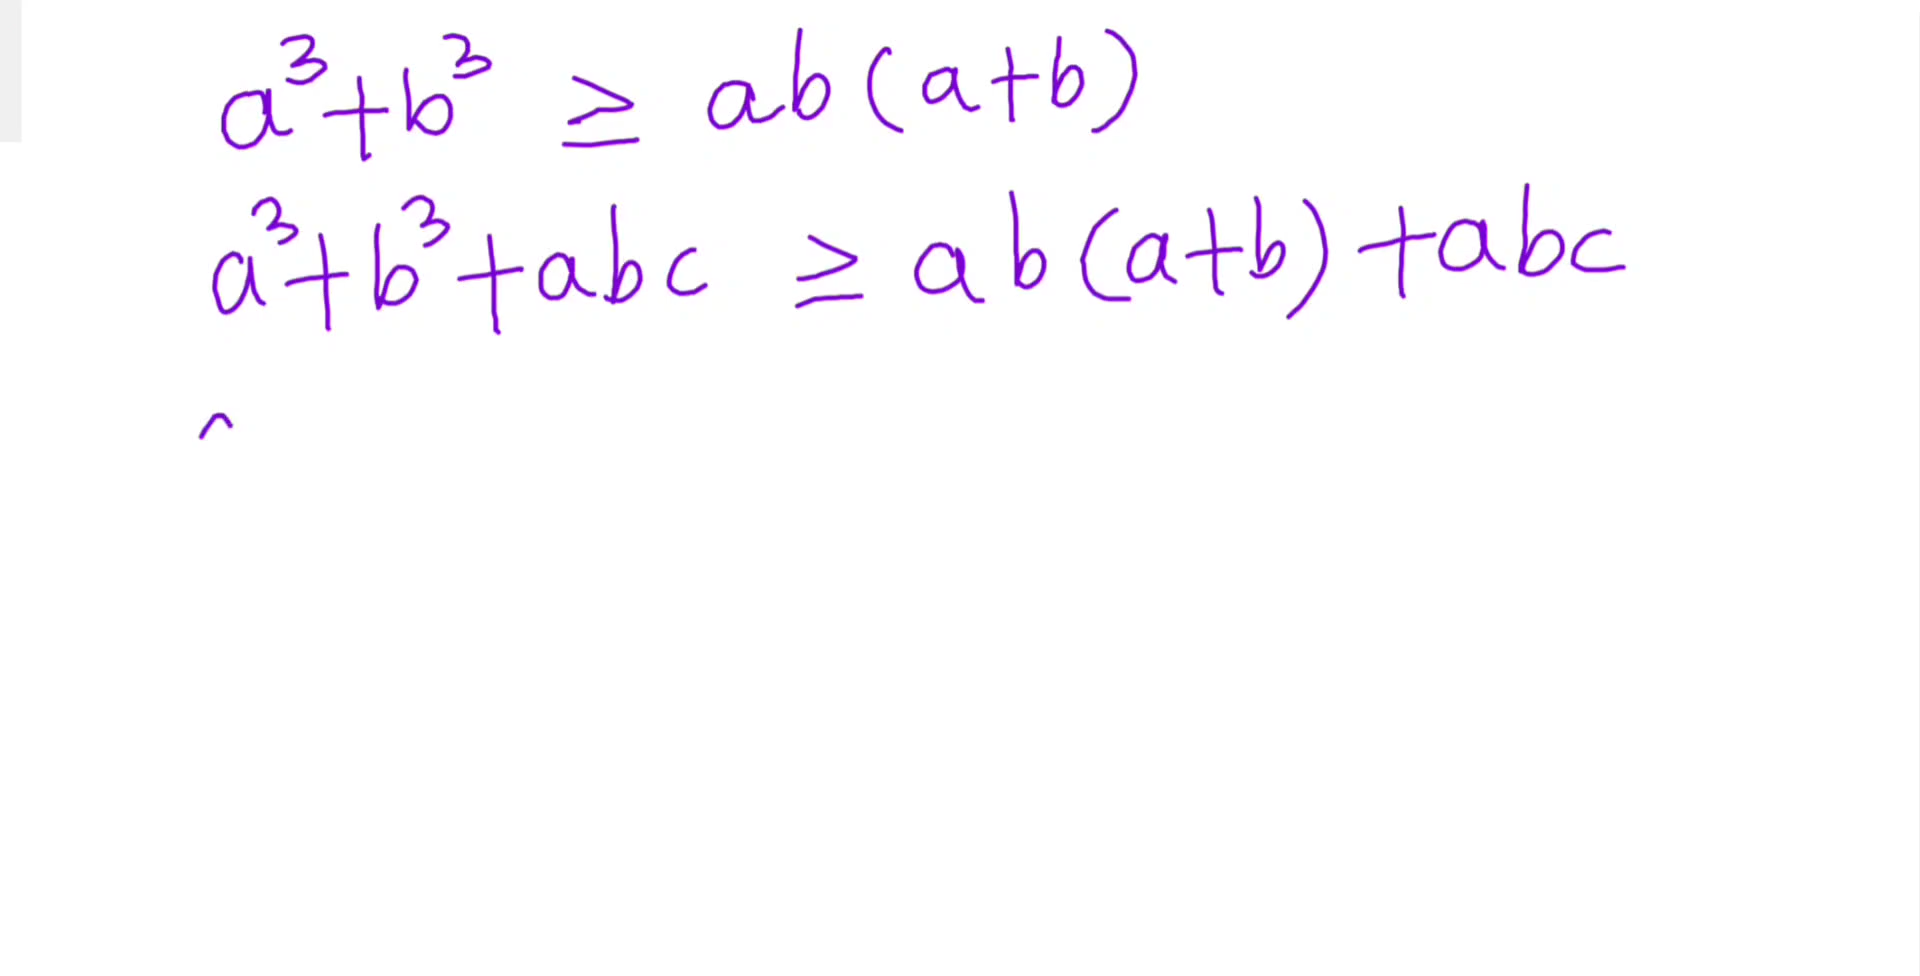 a³+b³ ≥ ab(a+b)
a³+b³+abc ≥ ab(a+b)+abc